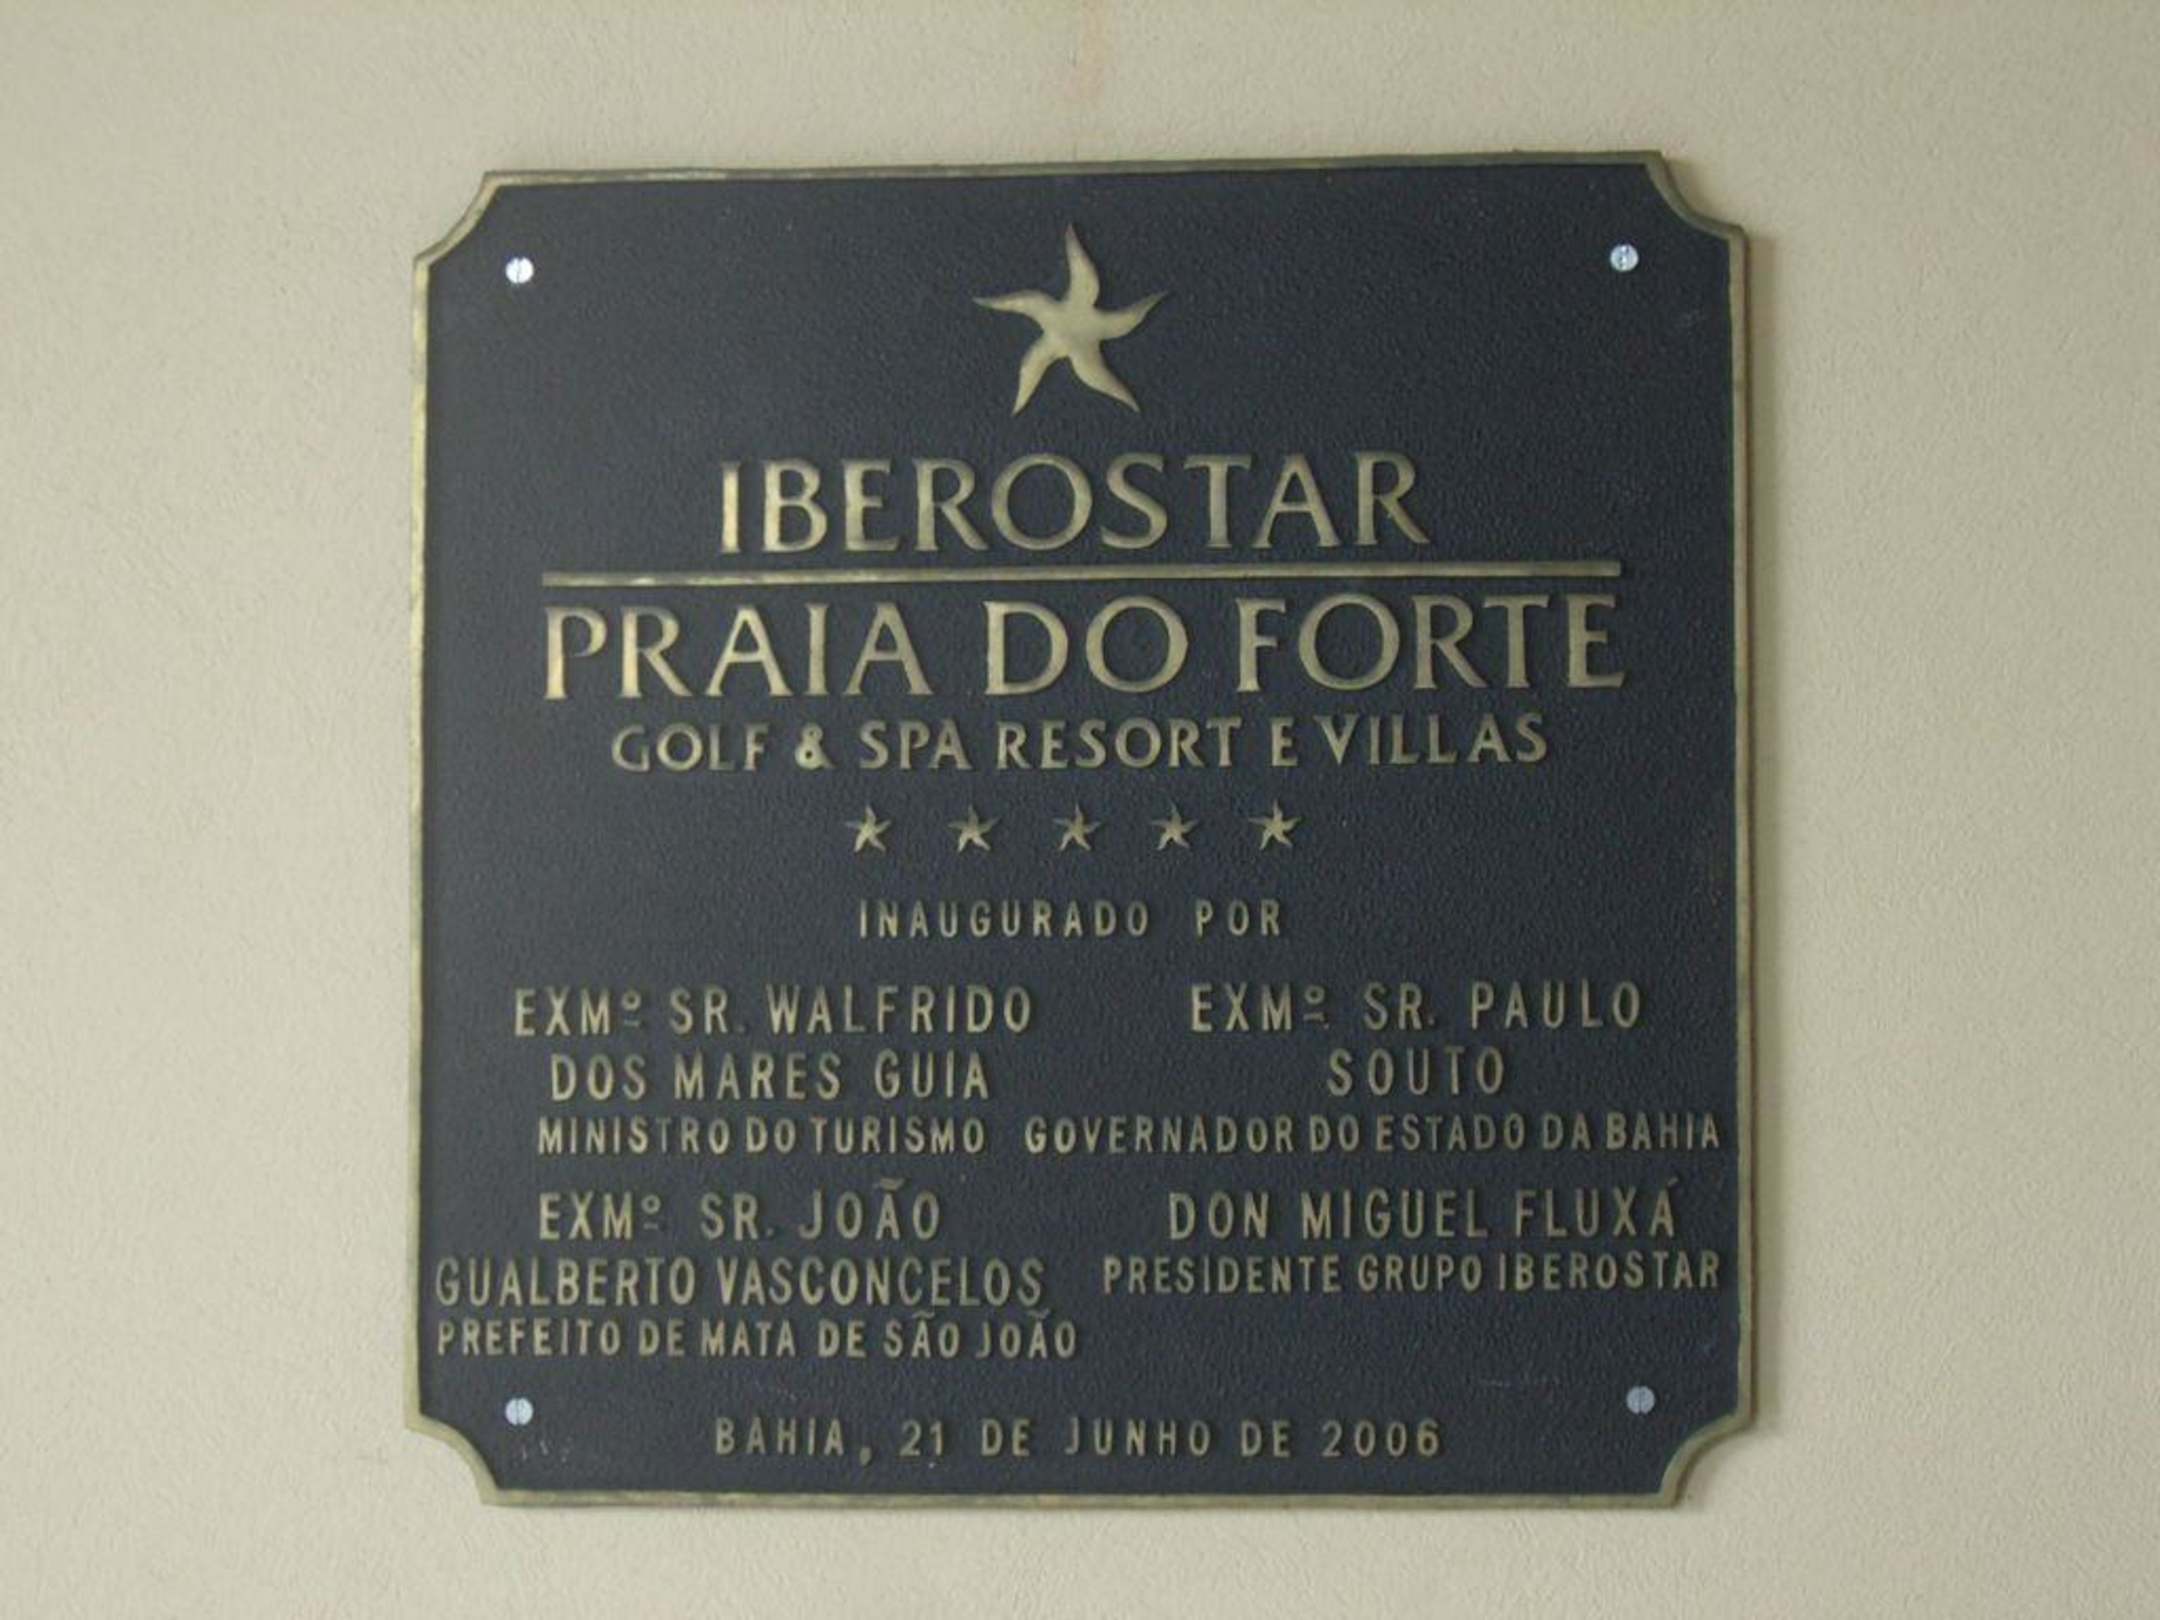 IBEROSTAR
PRAIA DO FORTE
GOLF & SPA RESORT E VILLAS
INAUGURADO POR
EXMº SR. WALFRIDO
DOS MARES GUIA
MINISTRO DO TURISMO
EXMº SR. PAULO
SOUTO
GOVERNADOR DO ESTADO DA BAHIA
EXMº SR. JOÃO
GUALBERTO VASCONCELOS
PREFEITO DE MATA DE SÃO JOÃO
DON MIGUEL FLUXÁ
PRESIDENTE GRUPO IBEROSTAR
BAHIA, 21 DE JUNHO DE 2006